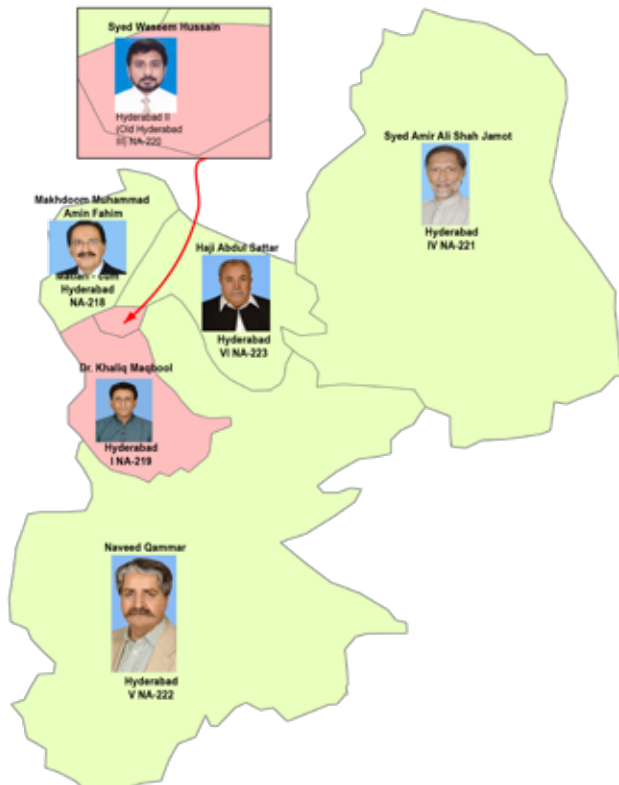 Syed Waseem Hussain
Hyderabad II
(Old Hyderabad
III) NA-220
Syed Amir Ali Shah Jamot
Hyderabad
IV NA-221
Makhdoom Muhammad
Amin Fahim
Matiari - cum
Hyderabad
NA-218
Haji Abdul Sattar
Hyderabad
VI NA-223
Dr. Khaliq Maqbool
Hyderabad
I NA-219
Naveed Qammar
Hyderabad
V NA-222